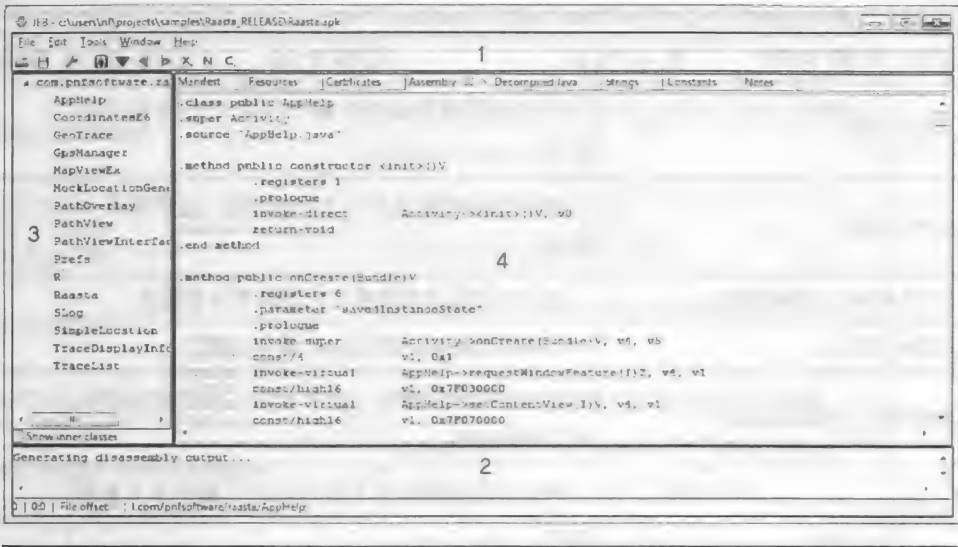 JEB - c:\users\nf\projects\samples\Raasta_RELEASE\Raasta.apk
File Edit Tools Window Help
1
X, N C,
com.pnfsoftware.raa
Manifest Resources Certificates Assembly Decompiled Java Strings Constants Notes
AppHelp
CoordinatesE6
GeoTrace
GpsManager
MapViewEx
MockLocationGene
PathOverlay
PathView
PathViewInterfac
Prefs
R
Raasta
SLog
SimpleLocation
TraceDisplayInfo
TraceList
3
Show inner classes
.class public AppHelp
.super Activity
.source "AppHelp.java"
.method public constructor <init>()V
.registers 1
.prologue
invoke-direct Activity-><init>()V, v0
return-void
.end method
4
.method public onCreate(Bundle)V
.registers 6
.parameter "savedInstanceState"
.prologue
invoke-super Activity->onCreate(Bundle)V, v4, v5
const/4 v1, 0x1
invoke-virtual AppHelp->requestWindowFeature(I)Z, v4, v1
const/high16 v1, 0x7F030000
invoke-virtual AppHelp->setContentView(I)V, v4, v1
const/high16 v1, 0x7F070000
Generating disassembly output...
2
0:0 | File offset: | Lcom/pnfsoftware/raasta/AppHelp;